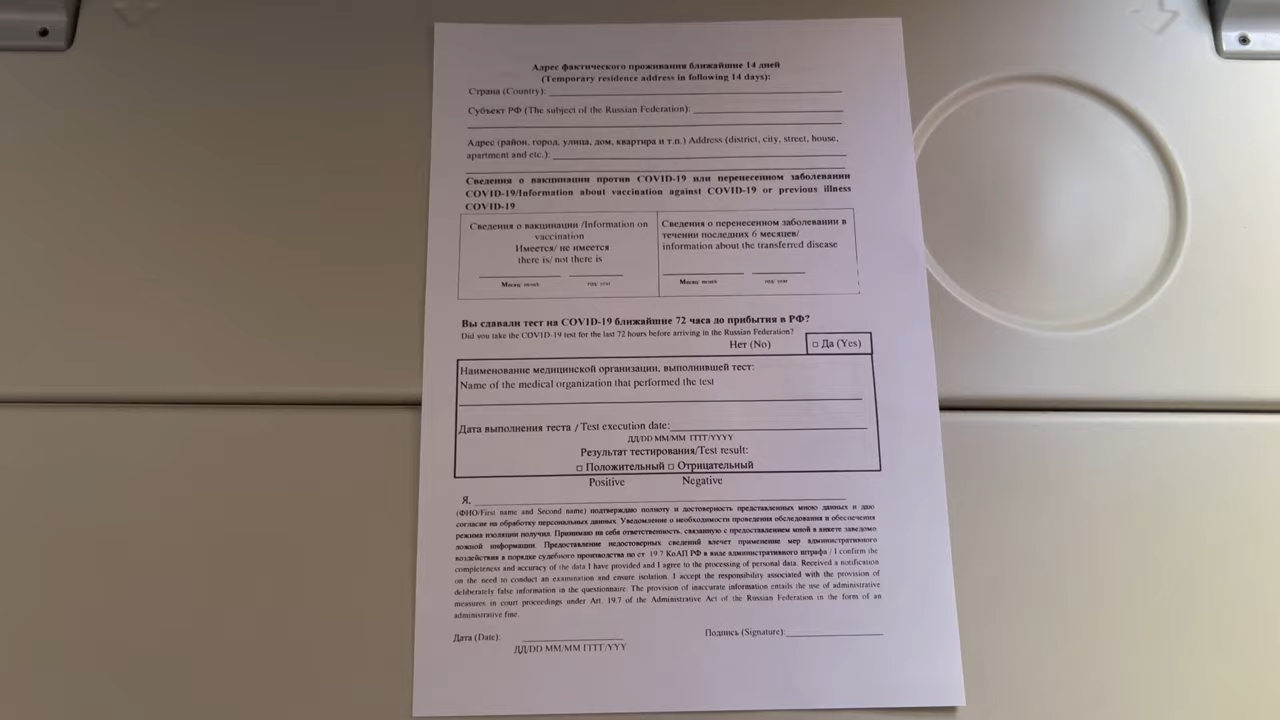 Адрес фактического проживания ближайшие 14 дней
(Temporary residence address in following 14 days):
Страна (Country):
Субъект РФ (The subject of the Russian Federation):
Адрес (район, город, улица, дом, квартира и т.п.) Address (district, city, street, house,
apartment and etc.):
Сведения о вакцинации против COVID-19 или перенесенном заболевании
COVID-19/Information about vaccination against COVID-19 or previous illness
COVID-19
Сведения о вакцинации /Information on
vaccination
Имеется/ не имеется
there is/ not there is
Месяц/ month год/ year
Сведения о перенесенном заболевании в
течении последних 6 месяцев/
information about the transferred disease
Месяц/ month год/ year
Вы сдавали тест на COVID-19 ближайшие 72 часа до прибытия в РФ?
Did you take the COVID-19 test for the last 72 hours before arriving in the Russian Federation?
Нет (No) □ Да (Yes)
Наименование медицинской организации, выполнившей тест:
Name of the medical organization that performed the test
Дата выполнения теста / Test execution date:
ДД/DD MM/MM ГГГГ/YYYY
Результат тестирования/Test result:
□ Положительный □ Отрицательный
Positive Negative
Я,
(ФИО/First name and Second name) подтверждаю полноту и достоверность представленных мною данных и даю
согласие на обработку персональных данных. Уведомление о необходимости проведения обследования и обеспечения
режима изоляции получил. Принимаю на себя ответственность, связанную с предоставлением мной в анкете заведомо
ложной информации. Предоставление недостоверных сведений влечет применение мер административного
воздействия в порядке судебного производства по ст 19.7 КоАП РФ в виде административного штрафа / I confirm the
completeness and accuracy of the data I have provided and I agree to the processing of personal data. Received a notification
on the need to conduct an examination and ensure isolation. I accept the responsibility associated with the provision of
deliberately false information in the questionnaire. The provision of inaccurate information entails the use of administrative
measures in court proceedings under Art. 19.7 of the Administrative Act of the Russian Federation in the form of an
administrative fine.
Дата (Date): Подпись (Signature):
ДД/DD MM/MM ГГГГ/YYY